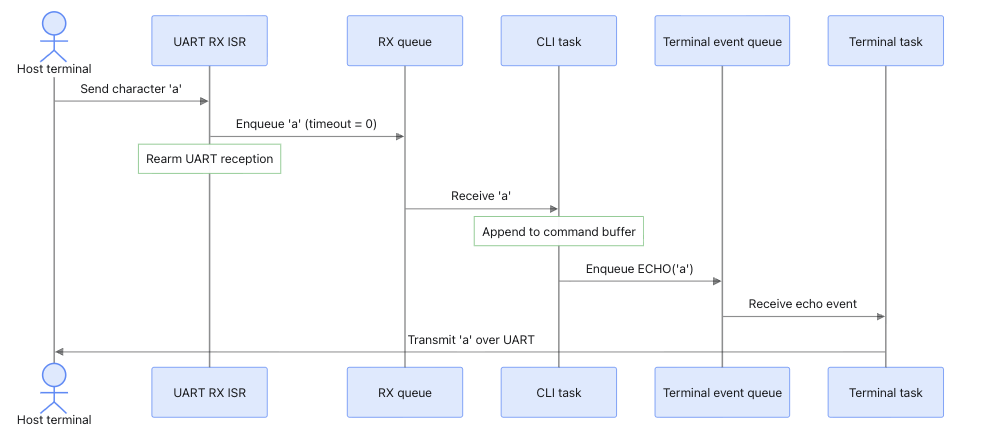 UART RX ISR
RX queue
CLI task
Terminal event queue
Terminal task
Host terminal
Send character 'a'
Enqueue 'a' (timeout = 0)
Rearm UART reception
Receive 'a'
Append to command buffer
Enqueue ECHO('a')
Receive echo event
Transmit 'a' over UART
UART RX ISR
RX queue
CLI task
Terminal event queue
Terminal task
Host terminal